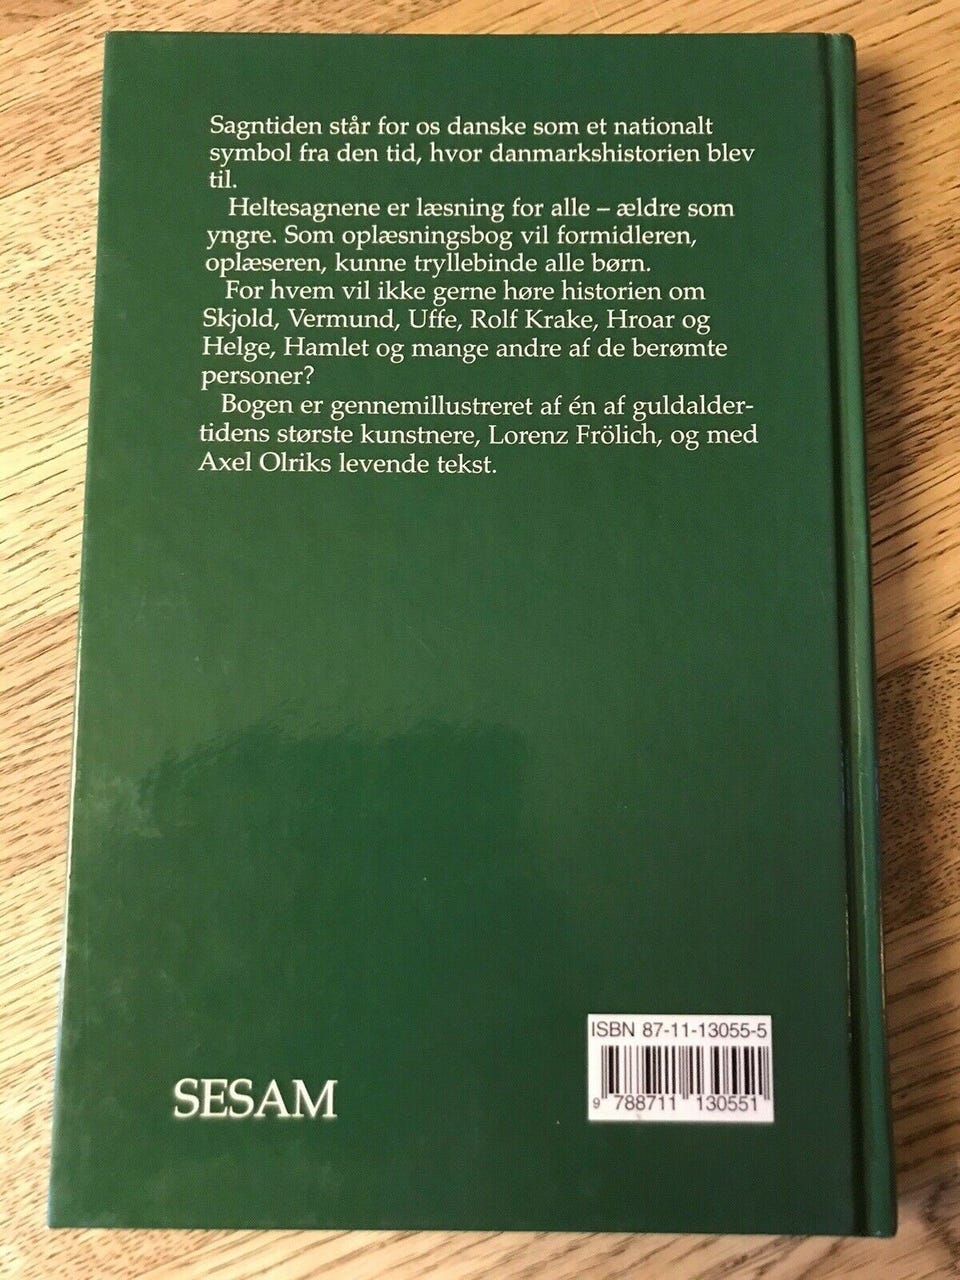 Sagntiden står for os danske som et nationalt
symbol fra den tid, hvor danmarkshistorien blev
til.
Heltesagnene er læsning for alle – ældre som
yngre. Som oplæsningsbog vil formidleren,
oplæseren, kunne tryllebinde alle børn.
For hvem vil ikke gerne høre historien om
Skjold, Vermund, Uffe, Rolf Krake, Hroar og
Helge, Hamlet og mange andre af de berømte
personer?
Bogen er gennemillustreret af én af guldalder-
tidens største kunstnere, Lorenz Frölich, og med
Axel Olriks levende tekst.
SESAM
ISBN 87-11-13055-5
9 788711 130551